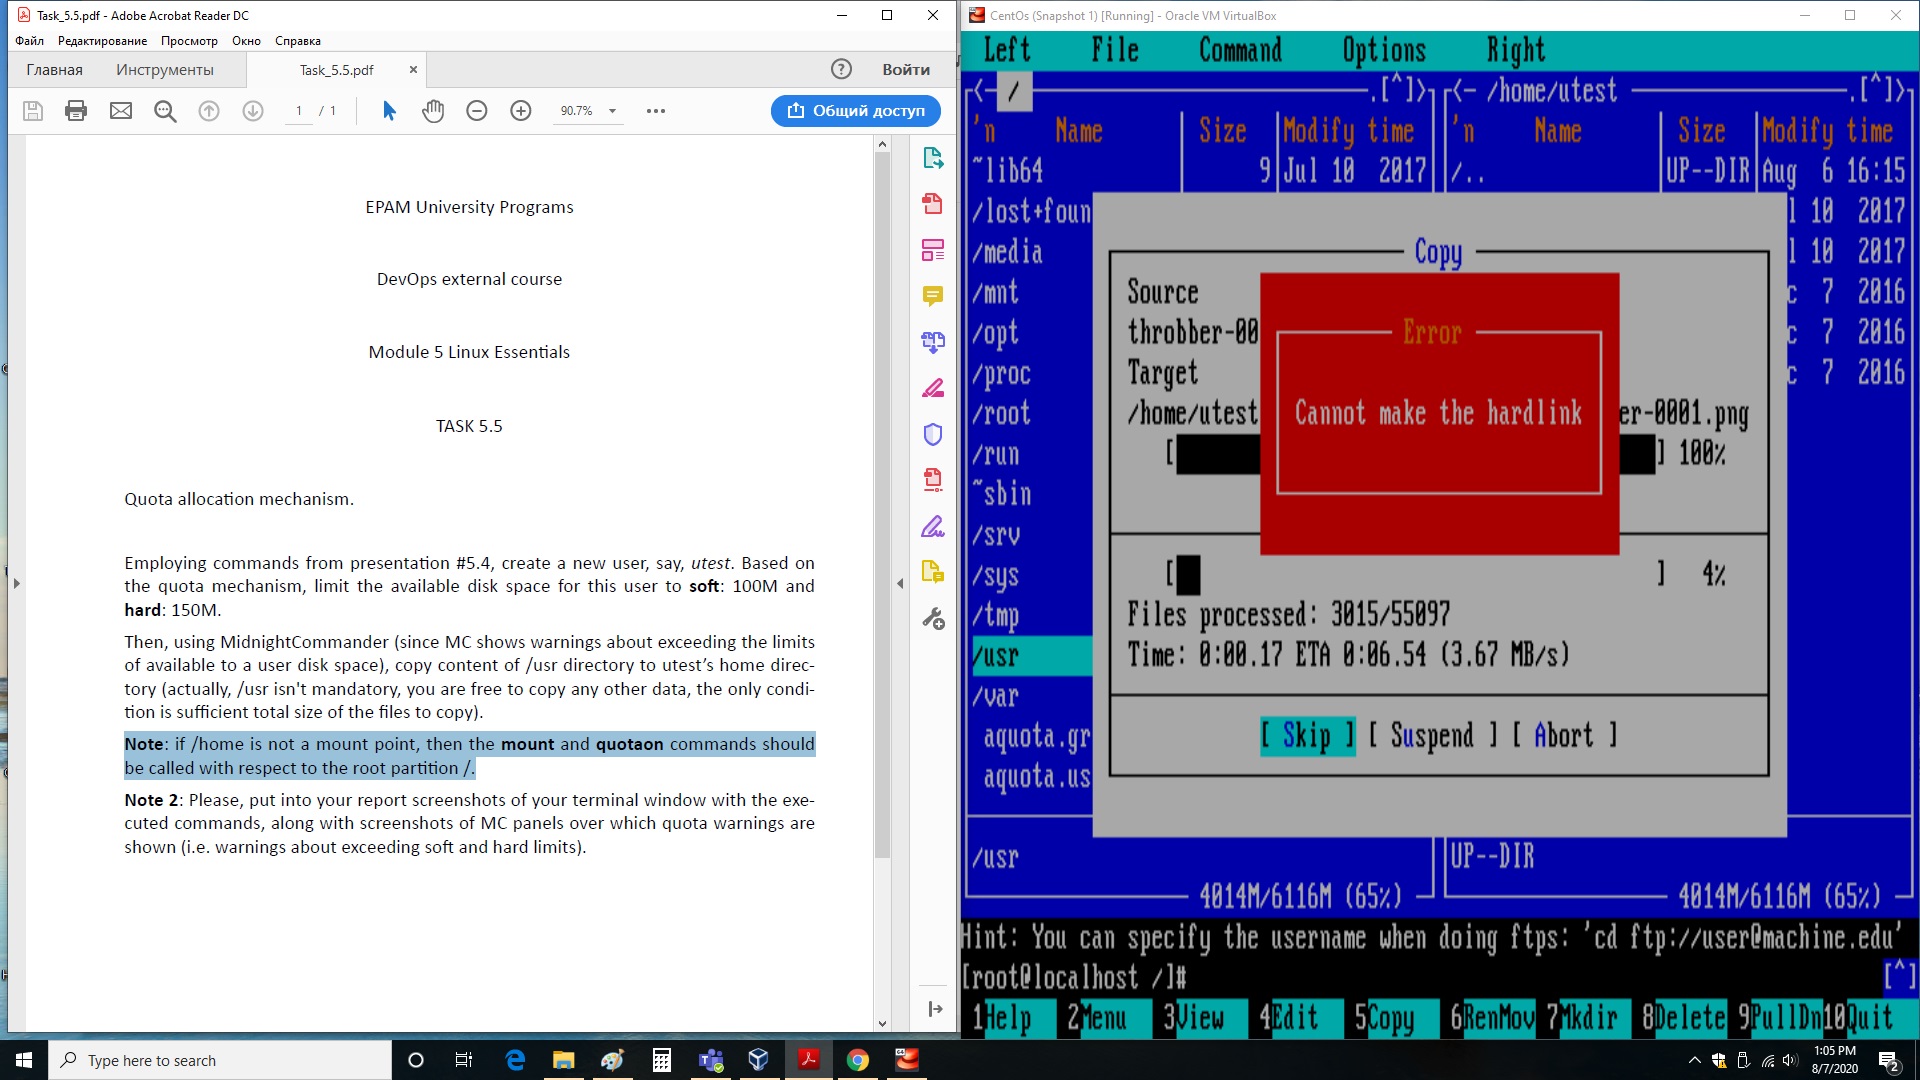 Task_5.5.pdf - Adobe Acrobat Reader DC
Файл Редактирование Просмотр Окно Справка
Главная Инструменты Task_5.5.pdf × ? Войти
1 / 1 90.7% Общий доступ
EPAM University Programs
DevOps external course
Module 5 Linux Essentials
TASK 5.5
Quota allocation mechanism.
Employing commands from presentation #5.4, create a new user, say, utest. Based on
the quota mechanism, limit the available disk space for this user to soft: 100M and
hard: 150M.
Then, using MidnightCommander (since MC shows warnings about exceeding the limits
of available to a user disk space), copy content of /usr directory to utest’s home direc-
tory (actually, /usr isn't mandatory, you are free to copy any other data, the only condi-
tion is sufficient total size of the files to copy).
Note: if /home is not a mount point, then the mount and quotaon commands should
be called with respect to the root partition /.
Note 2: Please, put into your report screenshots of your terminal window with the exe-
cuted commands, along with screenshots of MC panels over which quota warnings are
shown (i.e. warnings about exceeding soft and hard limits).
CentOs (Snapshot 1) [Running] - Oracle VM VirtualBox
Left File Command Options Right
<- / .[^]> <- /home/utest .[^]>
'n Name Size Modify time 'n Name Size Modify time
~lib64 9 Jul 10 2017 /.. UP--DIR Aug 6 16:15
/lost+foun l 10 2017
/media Copy l 10 2017
/mnt Source c 7 2016
/opt throbber-00 Error c 7 2016
/proc Target c 7 2016
/root /home/utest Cannot make the hardlink er-0001.png
/run [ ] 100%
~sbin
/srv
/sys [ ] 4%
/tmp Files processed: 3015/55097
/usr Time: 0:00.17 ETA 0:06.54 (3.67 MB/s)
/var
aquota.gr [ Skip ] [ Suspend ] [ Abort ]
aquota.us
/usr UP--DIR
4014M/6116M (65%) 4014M/6116M (65%)
Hint: You can specify the username when doing ftps: 'cd ftp://user@machine.edu'
[root@localhost /]# [^]
1Help 2Menu 3View 4Edit 5Copy 6RenMov 7Mkdir 8Delete 9PullDn 10Quit
Type here to search
1:05 PM
8/7/2020
2